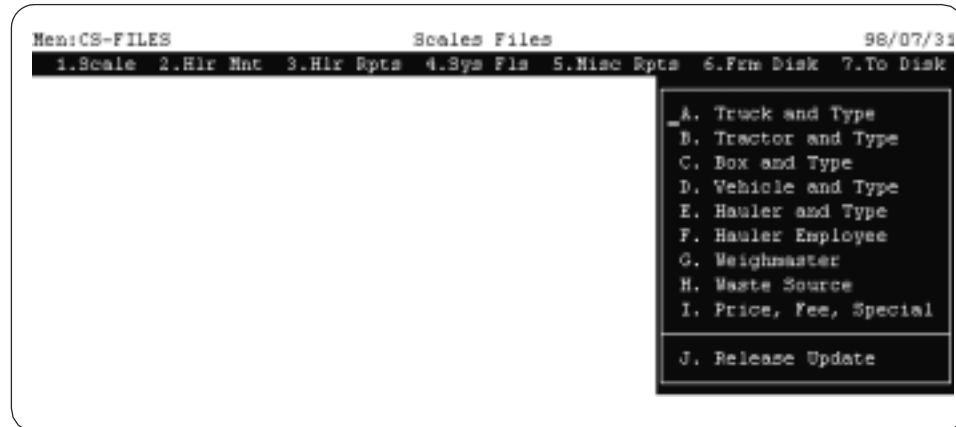 Men:CS-FILES Scales Files 98/07/31
1.Scale 2.Hlr Mnt 3.Hlr Rpts 4.Sys Fls 5.Misc Rpts 6.Frm Disk 7.To Disk
A. Truck and Type
B. Tractor and Type
C. Box and Type
D. Vehicle and Type
E. Hauler and Type
F. Hauler Employee
G. Weighmaster
H. Waste Source
I. Price, Fee, Special
J. Release Update